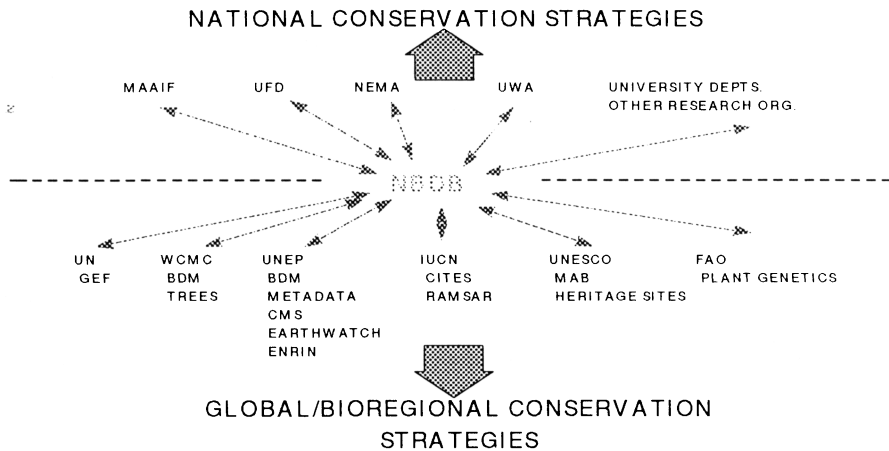 NATIONAL CONSERVATION STRATEGIES
MAAIF UFD NEMA UWA UNIVERSITY DEPTS.
OTHER RESEARCH ORG.
NBDB
UN WCMC UNEP IUCN UNESCO FAO
GEF BDM BDM CITES MAB PLANT GENETICS
TREES METADATA RAMSAR HERITAGE SITES
CMS
EARTHWATCH
ENRIN
GLOBAL/BIOREGIONAL CONSERVATION
STRATEGIES